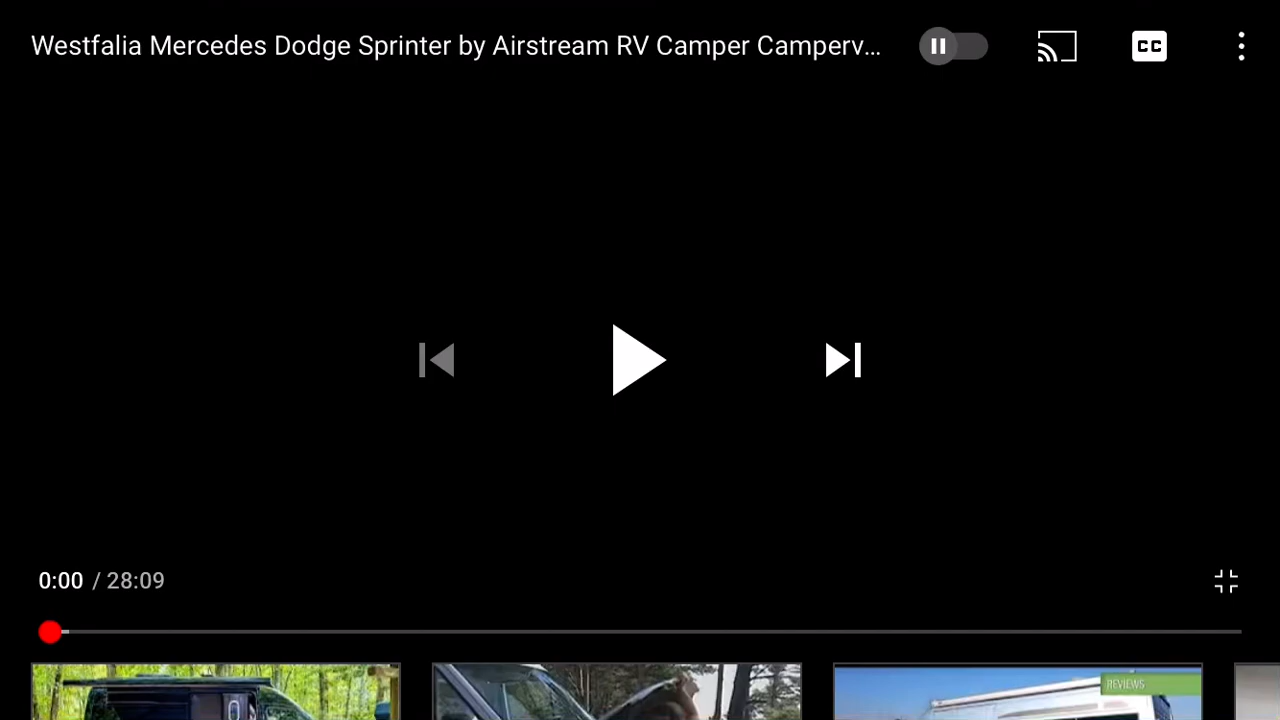 Westfalia Mercedes Dodge Sprinter by Airstream RV Camper Camperv...
CC
0:00 / 28:09
REVIEWS